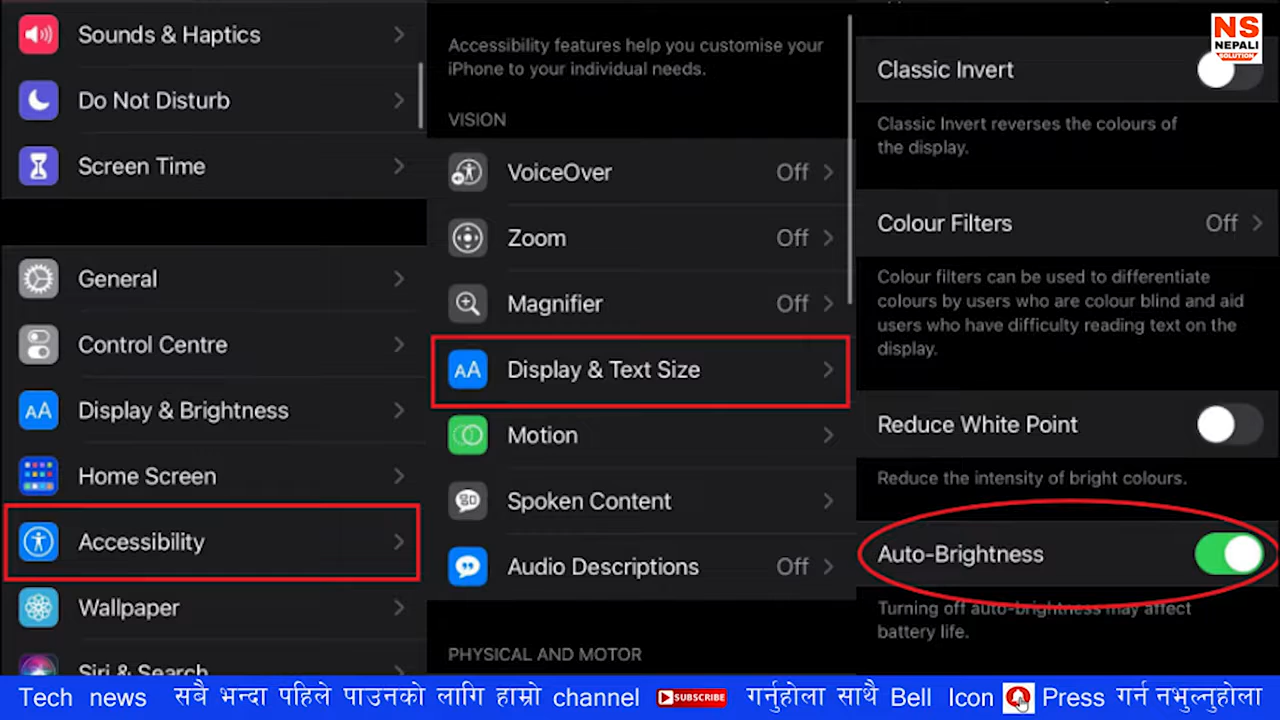 Sounds & Haptics
Do Not Disturb
Screen Time
General
Control Centre
Display & Brightness
Home Screen
Accessibility
Wallpaper
Siri & Search
Accessibility features help you customise your
iPhone to your individual needs.
VISION
VoiceOver Off
Zoom Off
Magnifier Off
Display & Text Size
Motion
Spoken Content
Audio Descriptions Off
PHYSICAL AND MOTOR
NS
NEPALI
SOLUTION
Classic Invert
Classic Invert reverses the colours of
the display.
Colour Filters Off
Colour filters can be used to differentiate
colours by users who are colour blind and aid
users who have difficulty reading text on the
display.
Reduce White Point
Reduce the intensity of bright colours.
Auto-Brightness
Turning off auto-brightness may affect
battery life.
Tech news सबै भन्दा पहिले पाउनको लागि हाम्रो channel SUBSCRIBE गर्नुहोला साथै Bell Icon Press गर्न नभुल्नुहोला